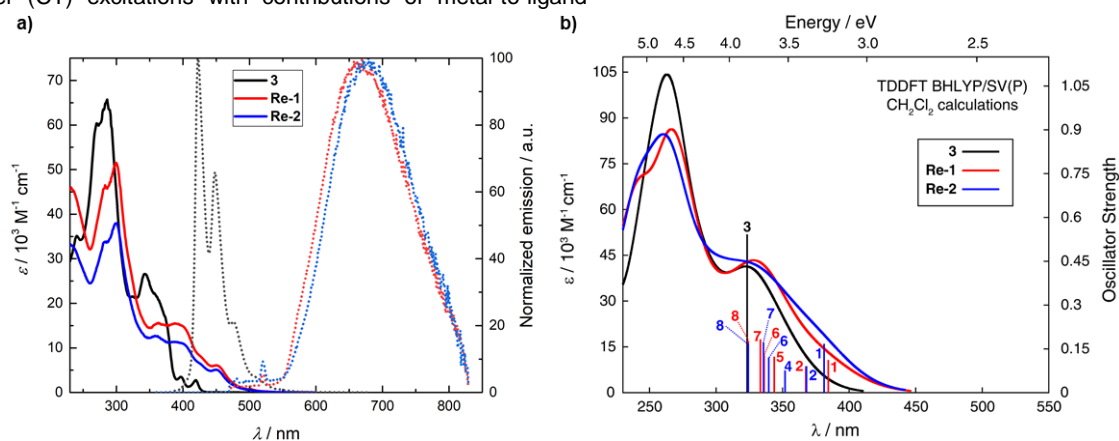 er (CT) excitations with contributions of metal-to-ligand
a)
ε / 10³ M⁻¹ cm⁻¹
70
60
50
40
30
20
10
0
3
Re-1
Re-2
100
80
60
40
20
0
Normalized emission / a.u.
300 400 500 600 700 800
λ / nm
b)
Energy / eV
5.0 4.5 4.0 3.5 3.0 2.5
ε / 10³ M⁻¹ cm⁻¹
105
90
75
60
45
30
15
0
TDDFT BHLYP/SV(P)
CH₂Cl₂ calculations
3
Re-1
Re-2
3
8 7
8 7 6 6
5 4 2 2 1 1
1.05
0.90
0.75
0.60
0.45
0.30
0.15
0
Oscillator Strength
250 300 350 400 450 500 550
λ / nm